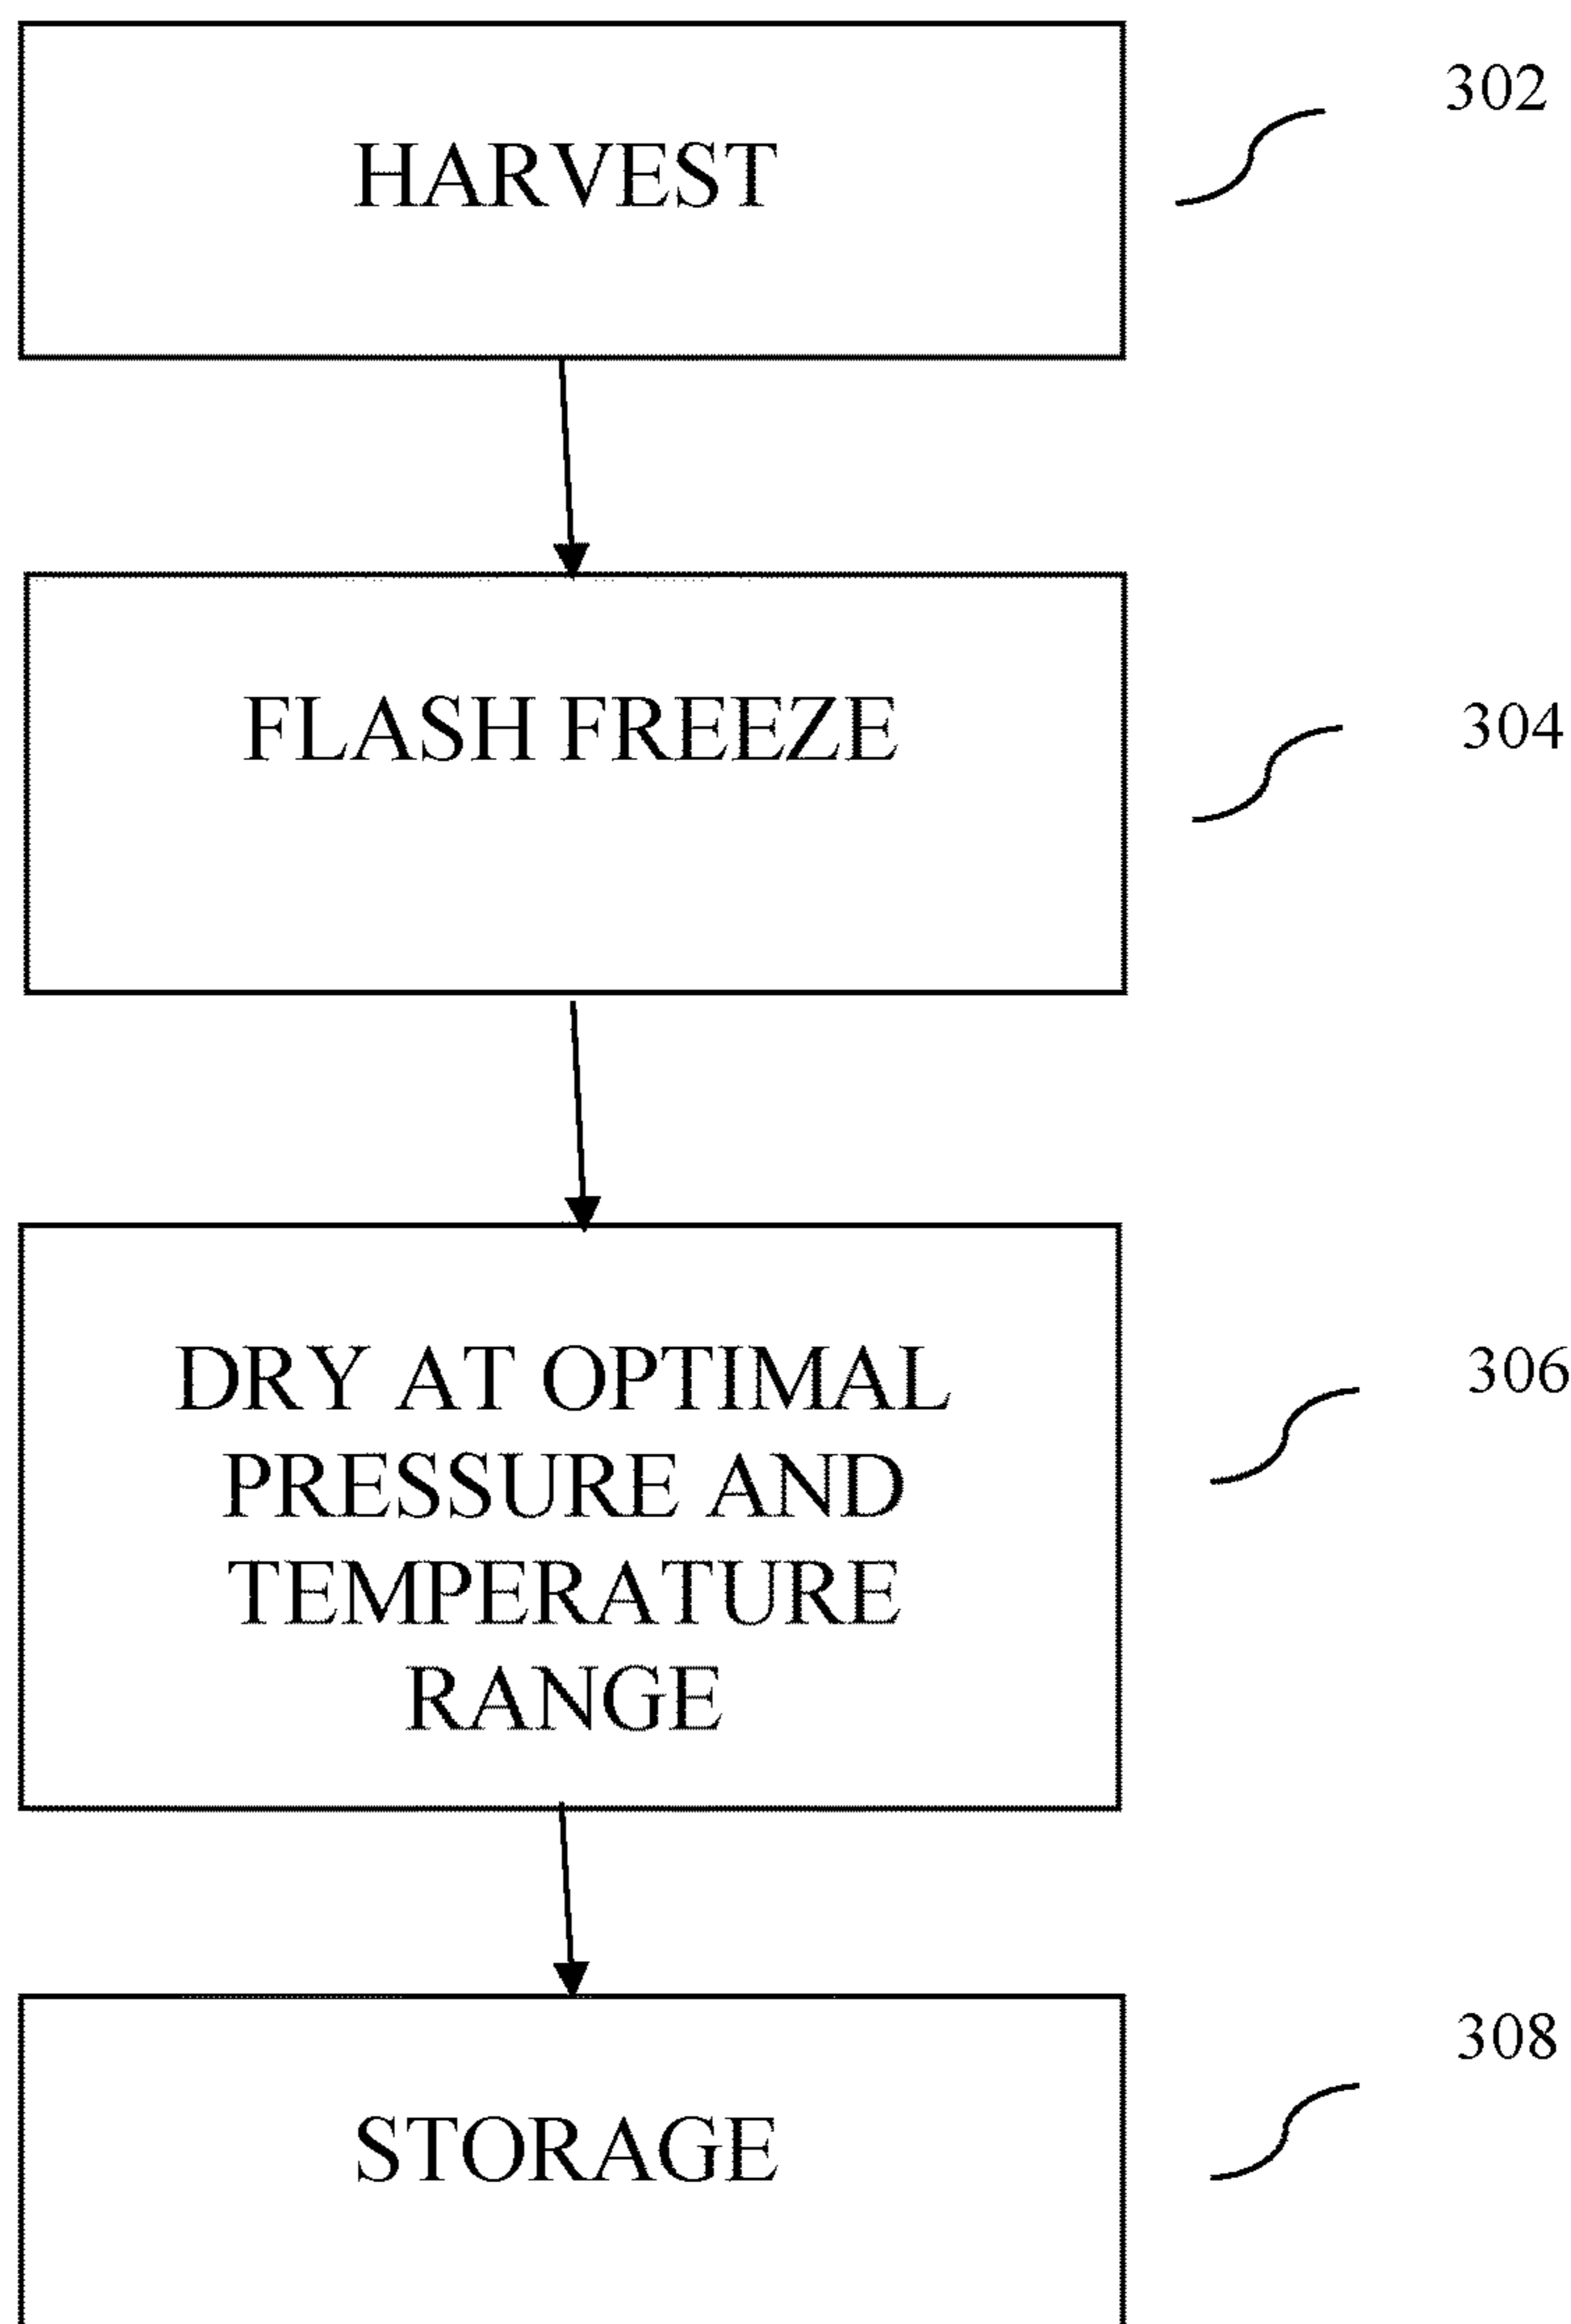 302
HARVEST
304
FLASH FREEZE
306
DRY AT OPTIMAL
PRESSURE AND
TEMPERATURE
RANGE
308
STORAGE